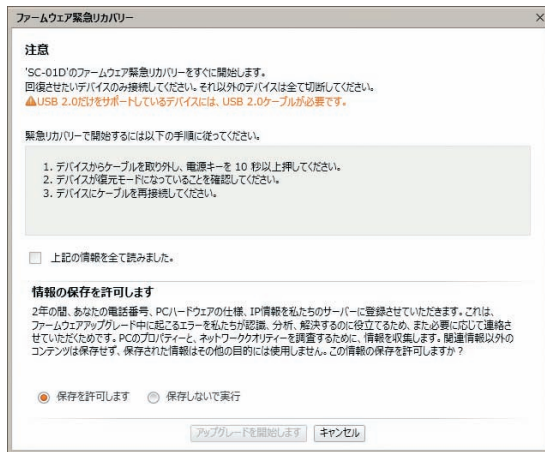 ファームウェア緊急リカバリー
注意
'SC-01D'のファームウェア緊急リカバリーをすぐに開始します。
回復させたいデバイスのみ接続してください。それ以外のデバイスは全て切断してください。
USB 2.0だけをサポートしているデバイスには、USB 2.0ケーブルが必要です。
緊急リカバリーで開始するには以下の手順に従ってください。
1. デバイスからケーブルを取り外し、電源キーを 10 秒以上押してください。
2. デバイスが復元モードになっていることを確認してください。
3. デバイスにケーブルを再接続してください。
上記の情報を全て読みました。
情報の保存を許可します
2年の間、あなたの電話番号、PCハードウェアの仕様、IP情報を私たちのサーバーに登録させていただきます。これは、
ファームウェアアップグレード中に起こるエラーを私たちが認識、分析、解決するのに役立てるため、また必要に応じて連絡さ
せていただくためです。PCのプロパティーと、ネットワーククオリティーを調査するために、情報を収集します。関連情報以外の
コンテンツは保存せず、保存された情報はその他の目的には使用しません。この情報の保存を許可しますか？
保存を許可します 保存しないで実行
アップグレードを開始します キャンセル